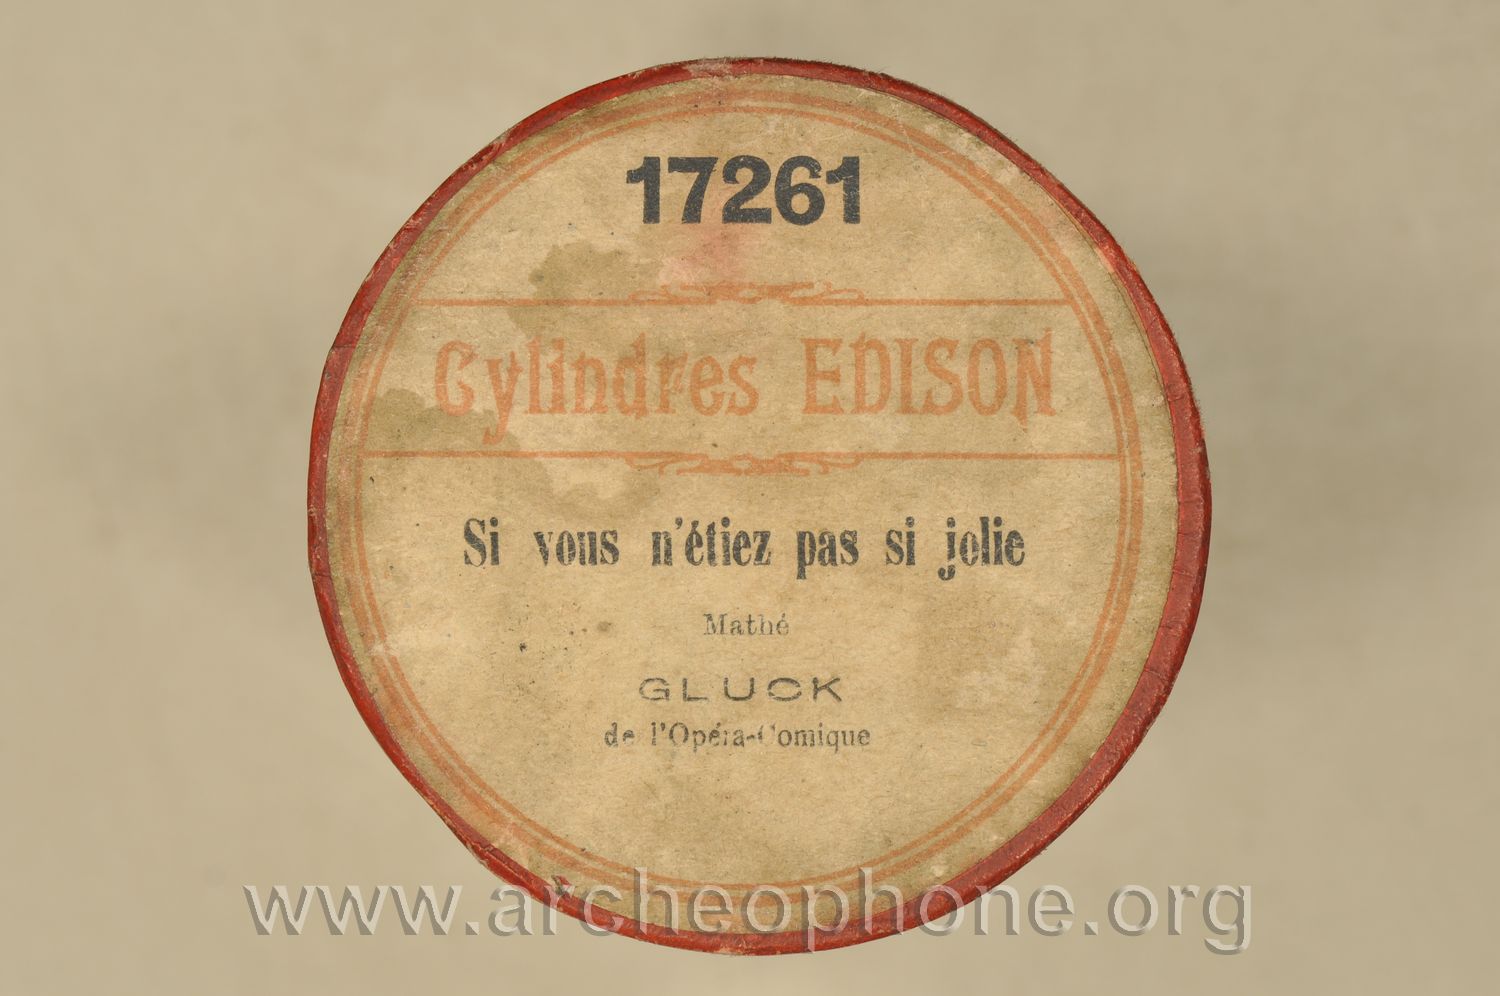 17261
Cylindres EDISON
Si vous n'étiez pas si jolie
Mathé
GLUCK
de l'Opéra-Comique
www.archeophone.org